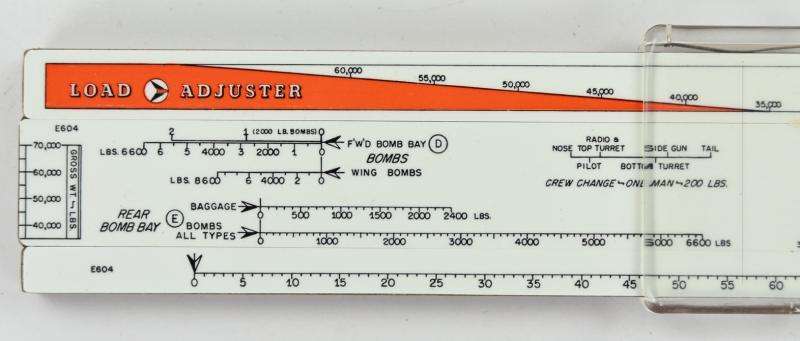 60,000 55,000 50,000 45,000 40,000 35,000
LOAD ADJUSTER
E604
2 1 (2000 LB. BOMBS) 0
LBS. 6600 6 5 4000 3 2000 1 0 F'W'D BOMB BAY D
BOMBS
LBS. 8600 6 4000 2 0 WING BOMBS
70,000
60,000
50,000
40,000
GROSS WT ~ LBS
RADIO &
NOSE TOP TURRET SIDE GUN TAIL
PILOT BOTTOM TURRET
CREW CHANGE ~ ONE MAN ~ 200 LBS.
REAR BOMB BAY E
BAGGAGE 0 500 1000 1500 2000 2400 LBS.
BOMBS ALL TYPES 0 1000 2000 3000 4000 5000 6000 6600 LBS
E604
0 5 10 15 20 25 30 35 40 45 50 55 60